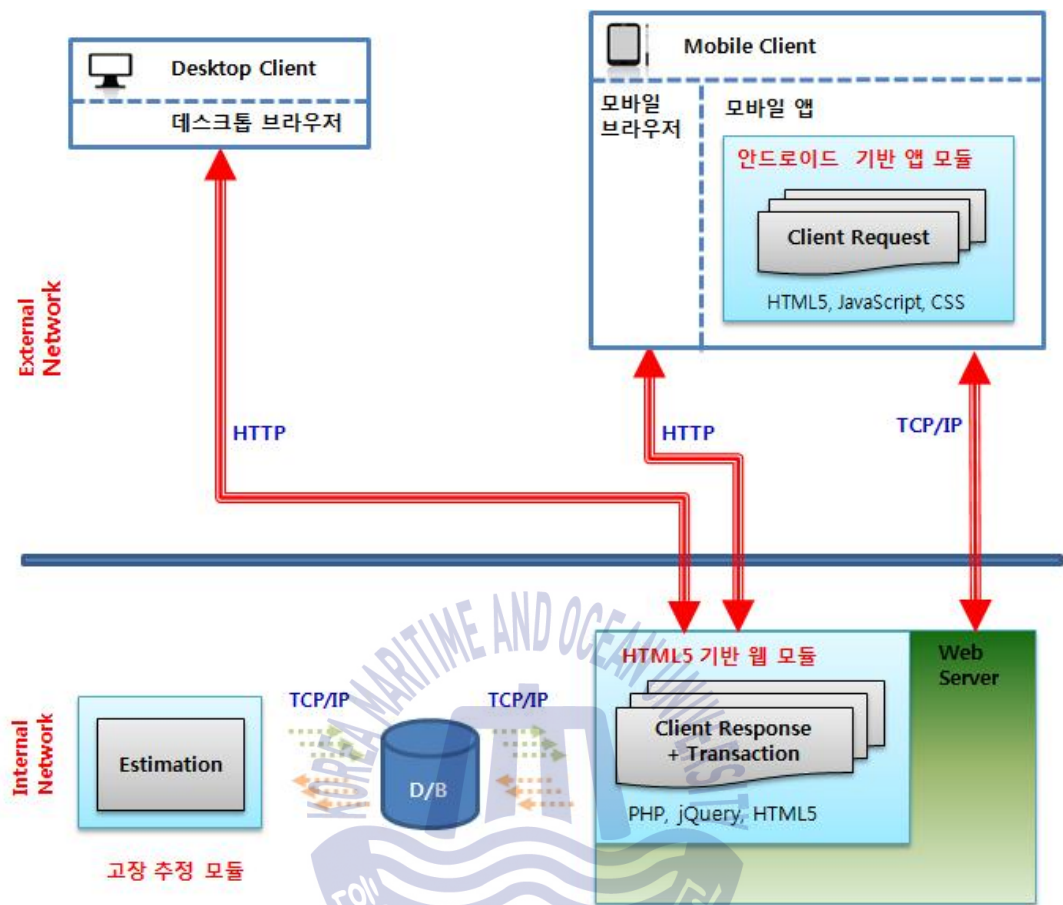 Desktop Client
데스크톱 브라우저
Mobile Client
모바일
브라우저
모바일 앱
안드로이드 기반 앱 모듈
Client Request
HTML5, JavaScript, CSS
External
Network
HTTP
HTTP
TCP/IP
KOREA MARITIME AND OCEAN UNIVERSITY
HTML5 기반 웹 모듈
Web
Server
Client Response
+ Transaction
PHP, jQuery, HTML5
TCP/IP
TCP/IP
Internal
Network
Estimation
D/B
고장 추정 모듈